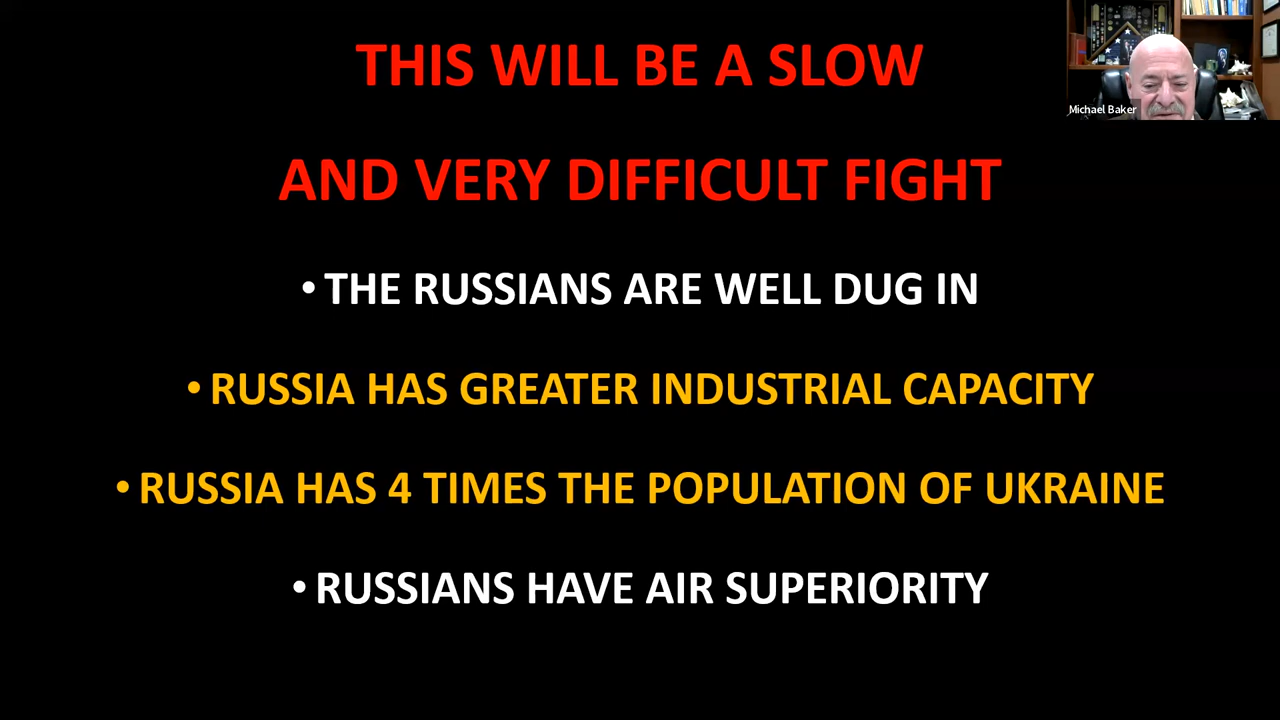 THIS WILL BE A SLOW
Michael Baker
AND VERY DIFFICULT FIGHT
• THE RUSSIANS ARE WELL DUG IN
• RUSSIA HAS GREATER INDUSTRIAL CAPACITY
• RUSSIA HAS 4 TIMES THE POPULATION OF UKRAINE
• RUSSIANS HAVE AIR SUPERIORITY